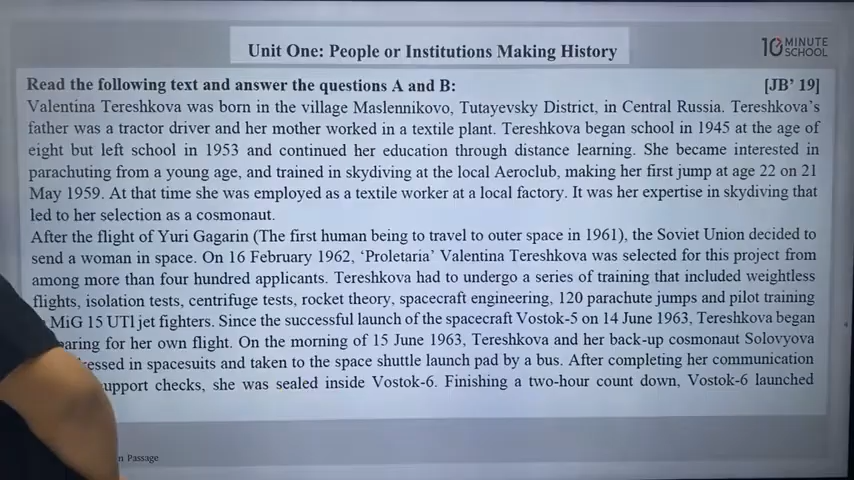 Unit One: People or Institutions Making History
10 MINUTE SCHOOL
Read the following text and answer the questions A and B: [JB’ 19]
Valentina Tereshkova was born in the village Maslennikovo, Tutayevsky District, in Central Russia. Tereshkova’s
father was a tractor driver and her mother worked in a textile plant. Tereshkova began school in 1945 at the age of
eight but left school in 1953 and continued her education through distance learning. She became interested in
parachuting from a young age, and trained in skydiving at the local Aeroclub, making her first jump at age 22 on 21
May 1959. At that time she was employed as a textile worker at a local factory. It was her expertise in skydiving that
led to her selection as a cosmonaut.
After the flight of Yuri Gagarin (The first human being to travel to outer space in 1961), the Soviet Union decided to
send a woman in space. On 16 February 1962, ‘Proletaria’ Valentina Tereshkova was selected for this project from
among more than four hundred applicants. Tereshkova had to undergo a series of training that included weightless
flights, isolation tests, centrifuge tests, rocket theory, spacecraft engineering, 120 parachute jumps and pilot training
MiG 15 UTI jet fighters. Since the successful launch of the spacecraft Vostok-5 on 14 June 1963, Tereshkova began
aring for her own flight. On the morning of 15 June 1963, Tereshkova and her back-up cosmonaut Solovyova
essed in spacesuits and taken to the space shuttle launch pad by a bus. After completing her communication
upport checks, she was sealed inside Vostok-6. Finishing a two-hour count down, Vostok-6 launched
n Passage